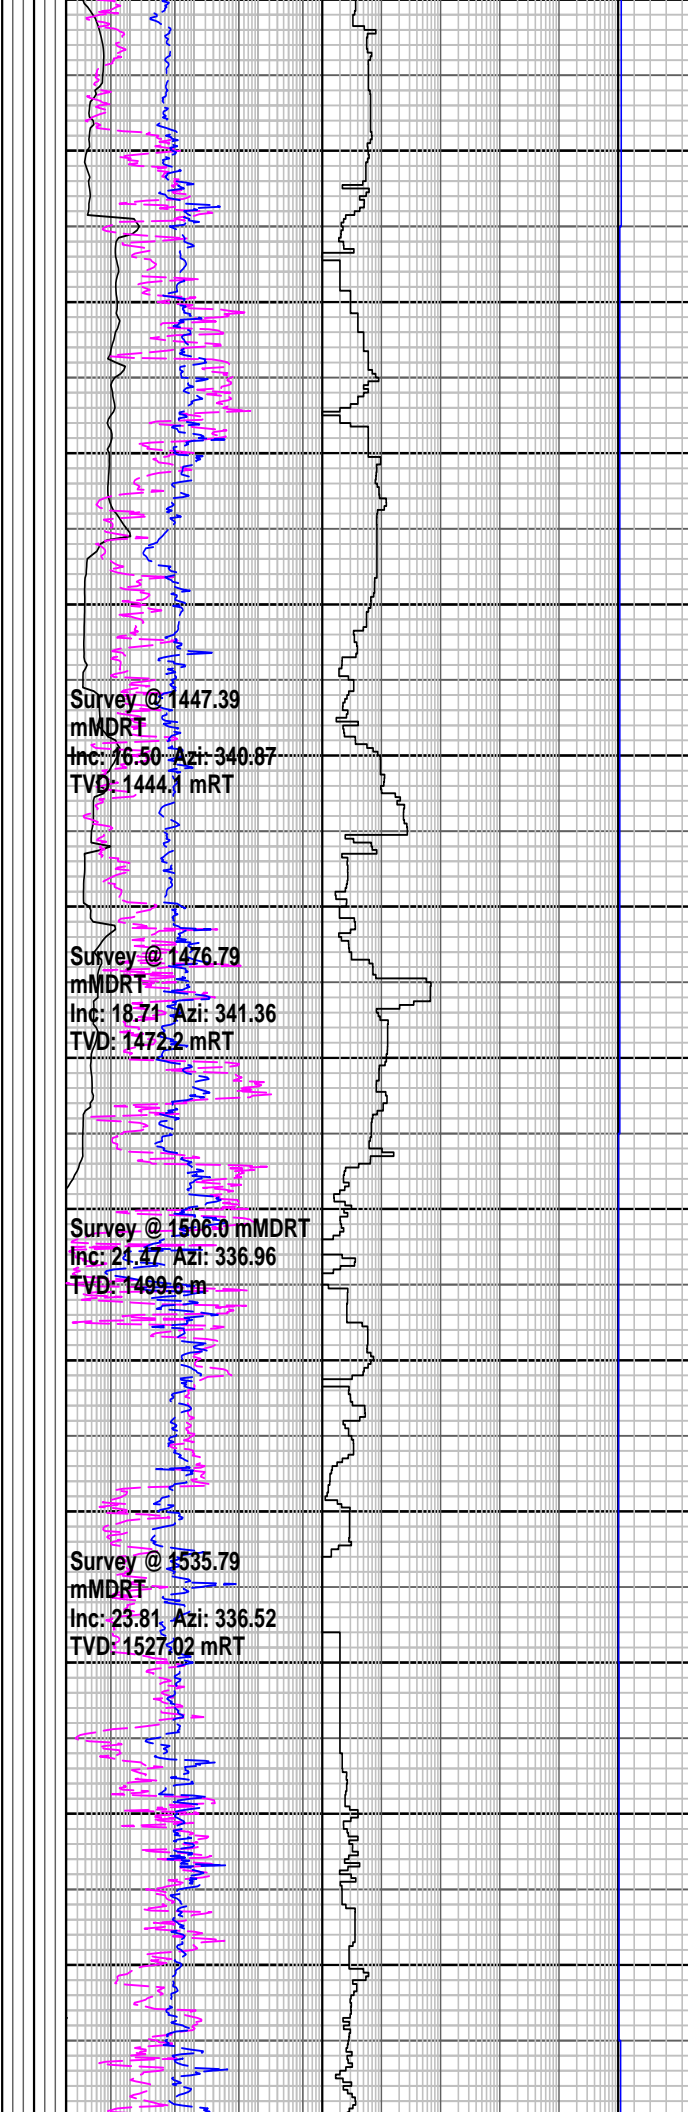 Survey @ 1447.39
mMDRT
Inc: 16.50 Azi: 340.87
TVD: 1444.1 mRT
Survey @ 1476.79
mMDRT
Inc: 18.71 Azi: 341.36
TVD: 1472.2 mRT
Survey @ 1506.0 mMDRT
Inc: 21.47 Azi: 336.96
TVD: 1499.6 m
Survey @ 1535.79
mMDRT
Inc: 23.81 Azi: 336.52
TVD: 1527.02 mRT